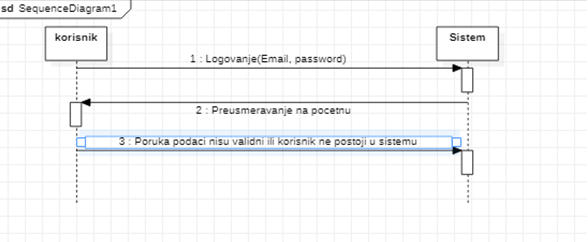 sd SequenceDiagram1
korisnik
Sistem
1 : Logovanje(Email, password)
2 : Preusmeravanje na pocetnu
3 : Poruka podaci nisu validni ili korisnik ne postoji u sistemu